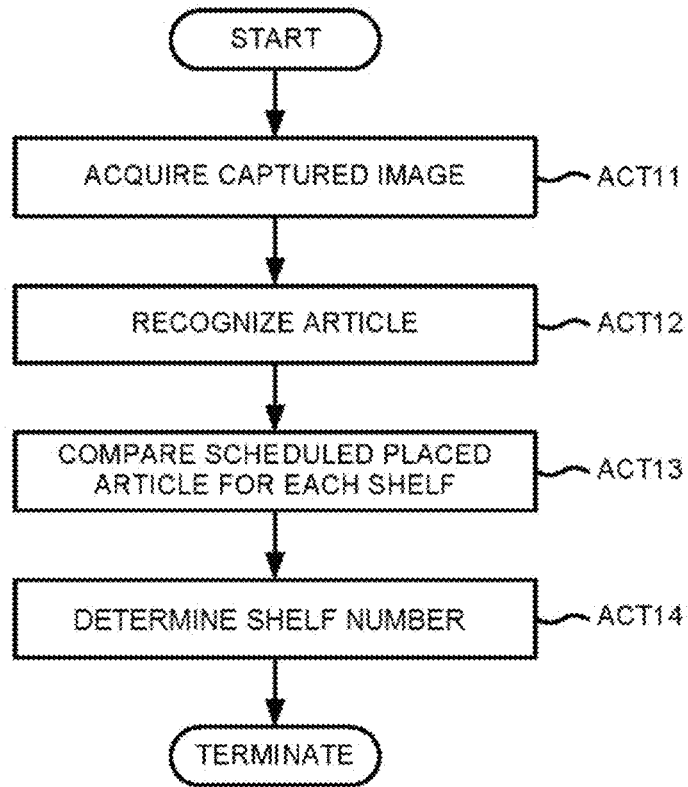 START
ACQUIRE CAPTURED IMAGE
ACT11
RECOGNIZE ARTICLE
ACT12
COMPARE SCHEDULED PLACED
ARTICLE FOR EACH SHELF
ACT13
DETERMINE SHELF NUMBER
ACT14
TERMINATE